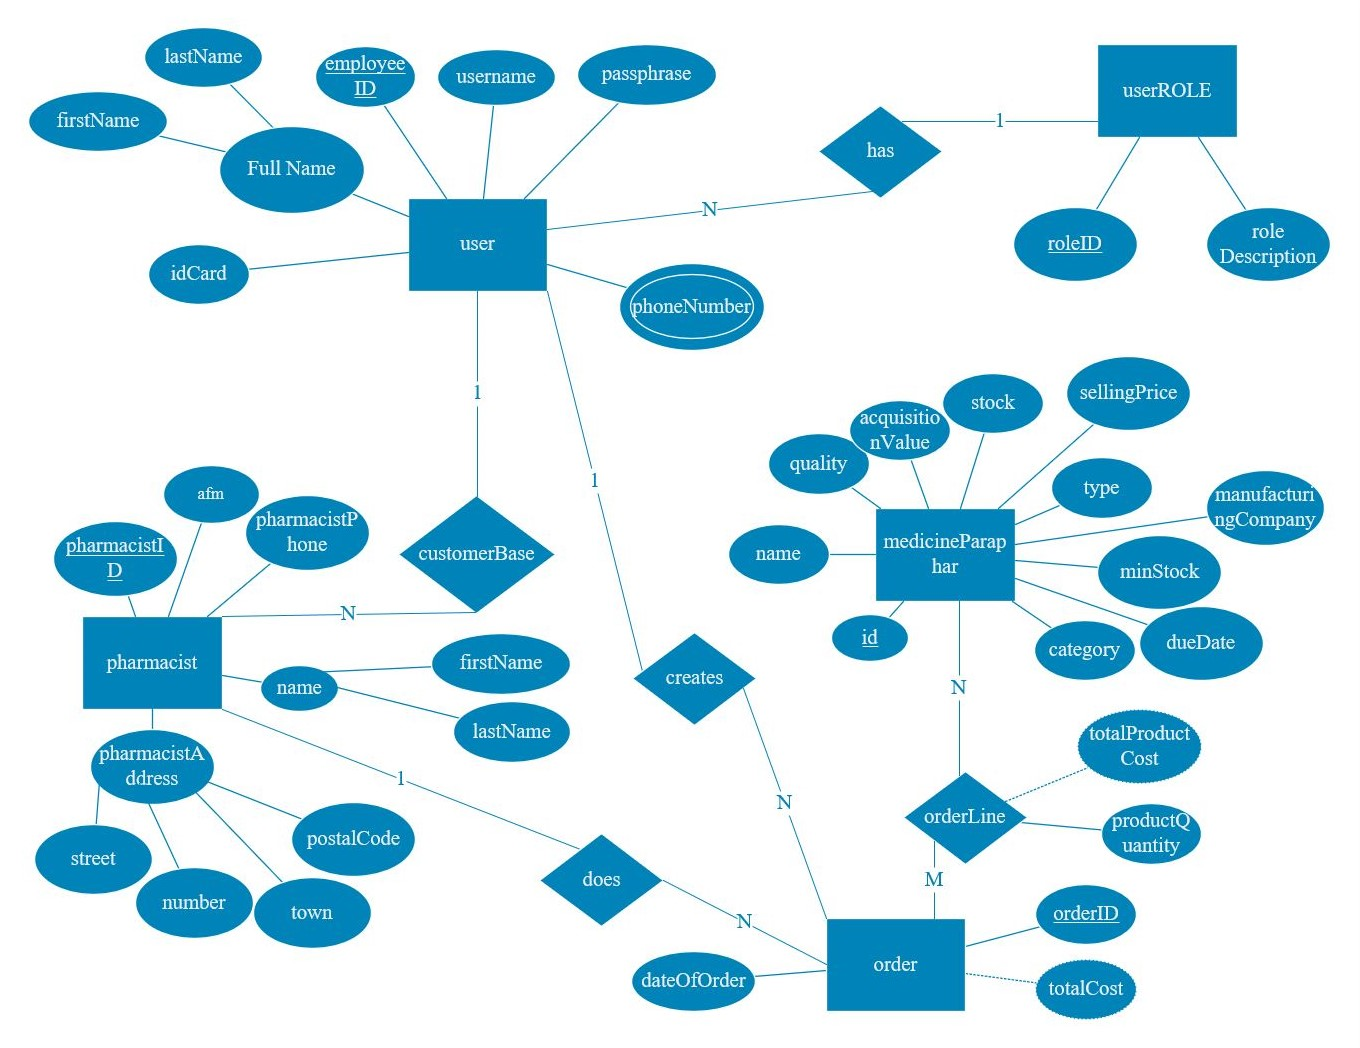 lastName
employee
ID
username
passphrase
userROLE
firstName
Full Name
has
1
N
user
roleID
role
Description
idCard
phoneNumber
1
sellingPrice
stock
acquisitio
nValue
quality
1
type
manufacturi
ngCompany
afm
pharmacistP
hone
pharmacistI
D
customerBase
name
medicineParap
har
minStock
N
id
category
dueDate
pharmacist
firstName
name
creates
N
lastName
totalProduct
Cost
pharmacistA
ddress
1
N
orderLine
productQ
uantity
postalCode
street
does
M
number
town
N
orderID
order
dateOfOrder
totalCost